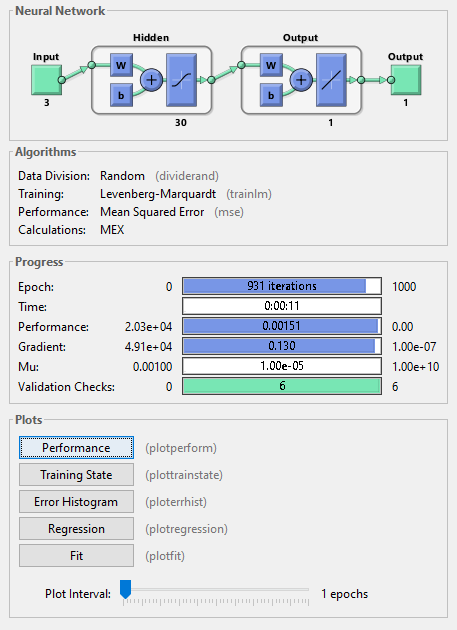 Neural Network
Hidden Output
Input Output
W W
b b
3 1
30 1
Algorithms
Data Division: Random (dividerand)
Training: Levenberg-Marquardt (trainlm)
Performance: Mean Squared Error (mse)
Calculations: MEX
Progress
Epoch: 0 931 iterations 1000
Time: 0:00:11
Performance: 2.03e+04 0.00151 0.00
Gradient: 4.91e+04 0.130 1.00e-07
Mu: 0.00100 1.00e-05 1.00e+10
Validation Checks: 0 6 6
Plots
Performance (plotperform)
Training State (plottrainstate)
Error Histogram (ploterrhist)
Regression (plotregression)
Fit (plotfit)
Plot Interval: 1 epochs